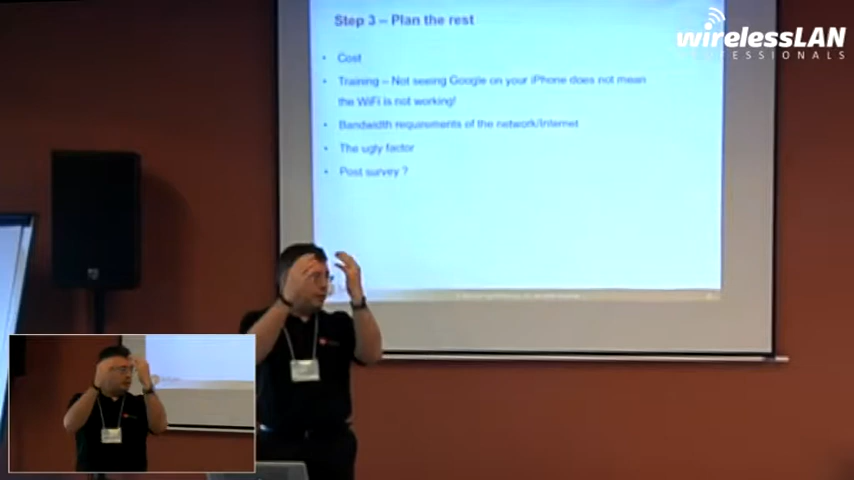 Step 3 – Plan the rest
wirelessLAN
PROFESSIONALS
• Cost
• Training – Not seeing Google on your iPhone does not mean
the WiFi is not working!
• Bandwidth requirements of the network/Internet
• The ugly factor
• Post survey ?